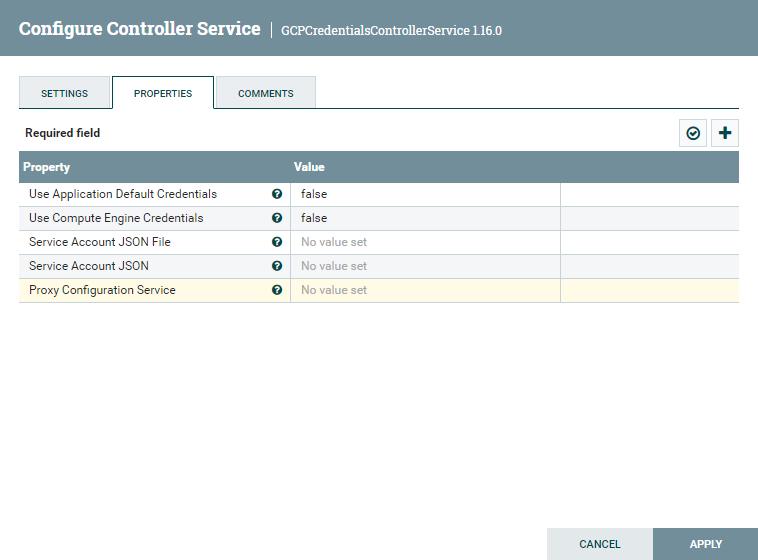 Configure Controller Service | GCPCredentialsControllerService 1.16.0
SETTINGS PROPERTIES COMMENTS
Required field
Property Value
Use Application Default Credentials false
Use Compute Engine Credentials false
Service Account JSON File No value set
Service Account JSON No value set
Proxy Configuration Service No value set
CANCEL APPLY